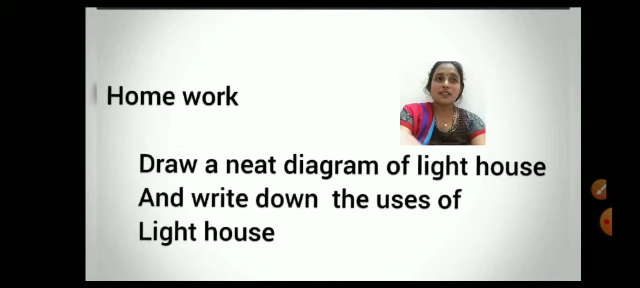 Home work
Draw a neat diagram of light house
And write down the uses of
Light house